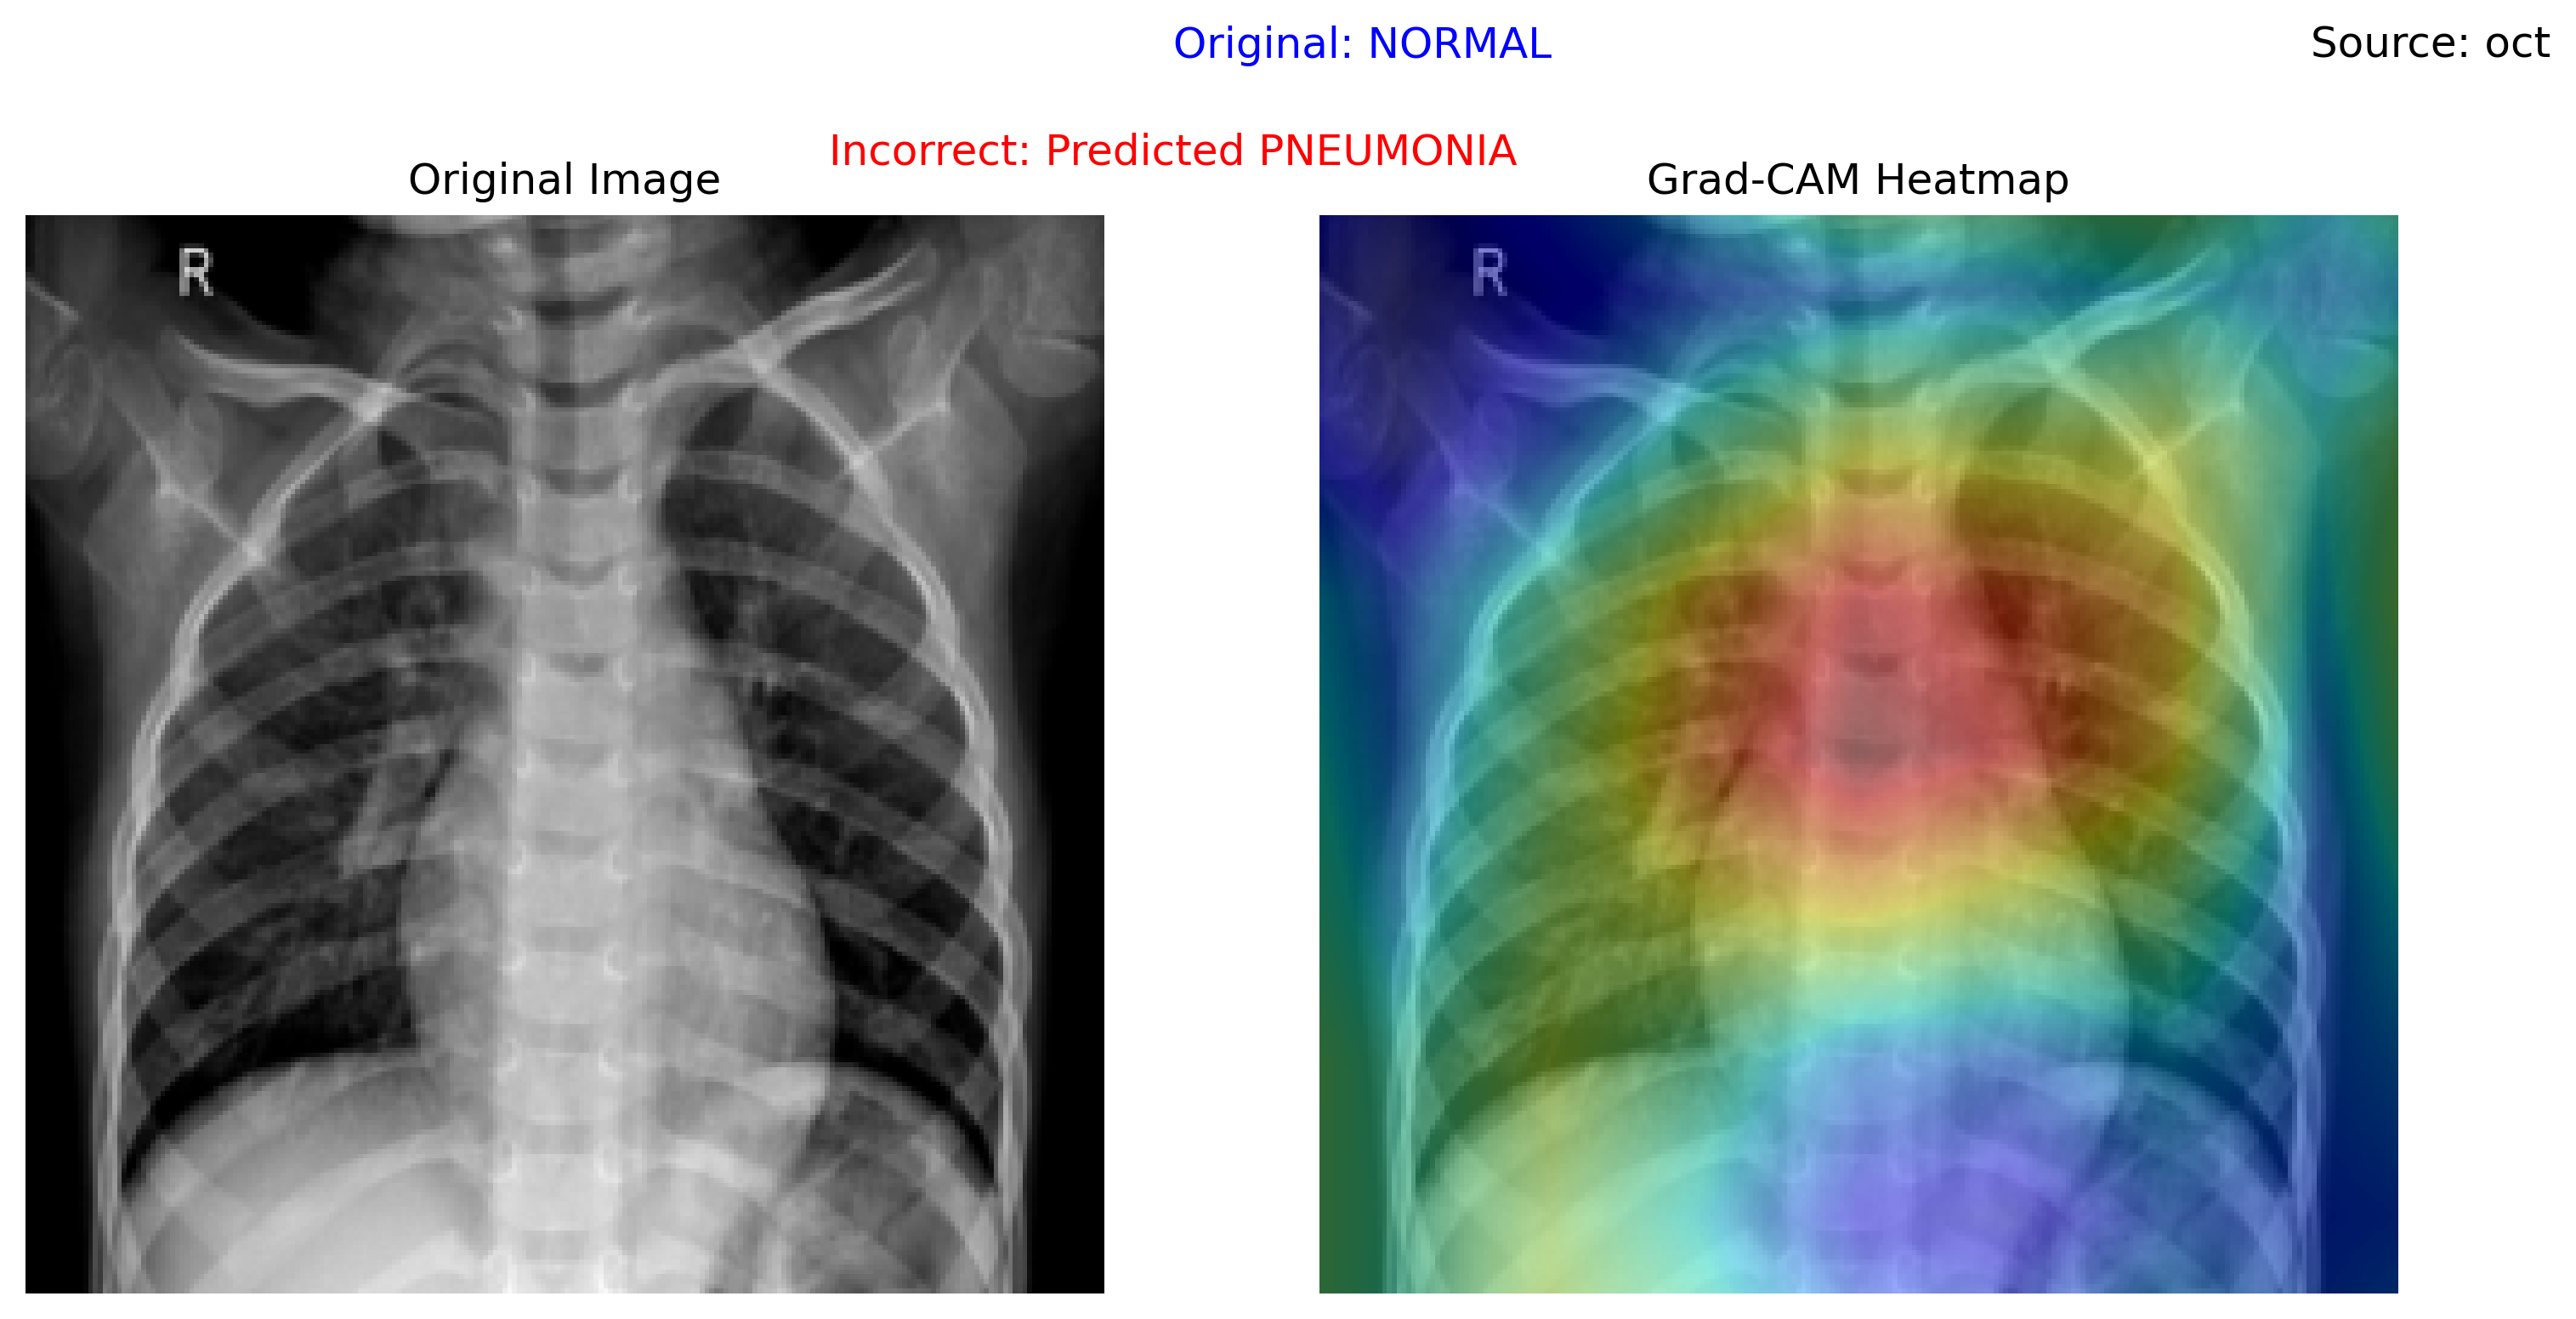 Original: NORMAL
Source: oct
Incorrect: Predicted PNEUMONIA
Original Image
Grad-CAM Heatmap
R
R